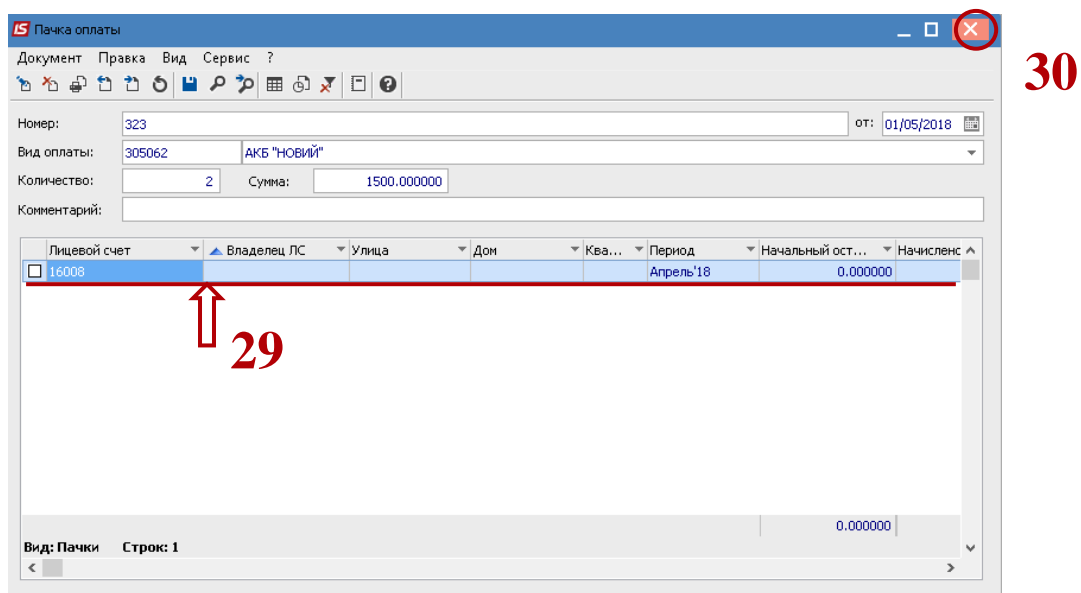 IS Пачка оплаты
30
Документ Правка Вид Сервис ?
Номер: 323 от: 01/05/2018
Вид оплаты: 305062 АКБ "НОВИЙ"
Количество: 2 Сумма: 1500.000000
Комментарий:
Лицевой счет Владелец ЛС Улица Дом Ква... Период Начальный ост... Начисленс
16008 Апрель'18 0.000000
29
0.000000
Вид: Пачки Строк: 1